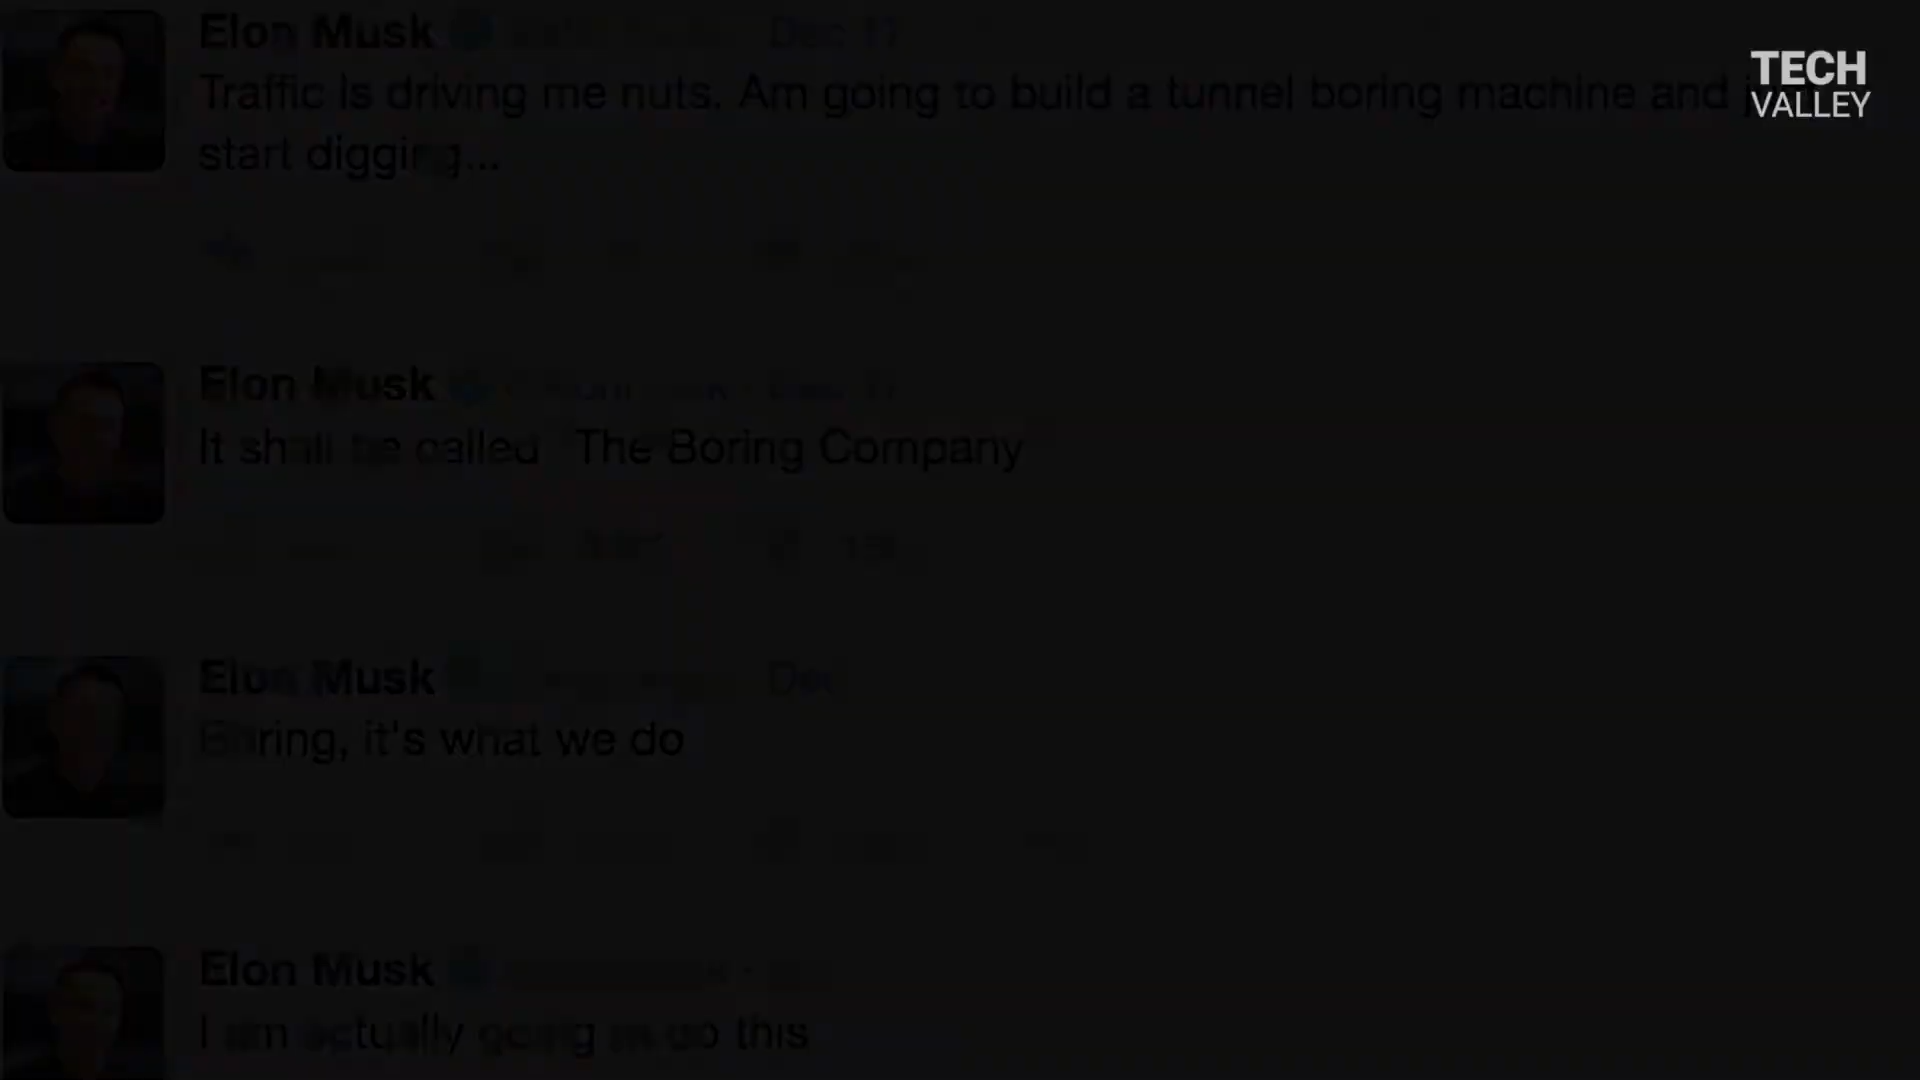 Elon Musk Dec 17
Traffic is driving me nuts. Am going to build a tunnel boring machine and
start digging...
Elon Musk
It shall be called The Boring Company
Elon Musk
Boring, it's what we do
Elon Musk
I am actually going to do this
TECH
VALLEY